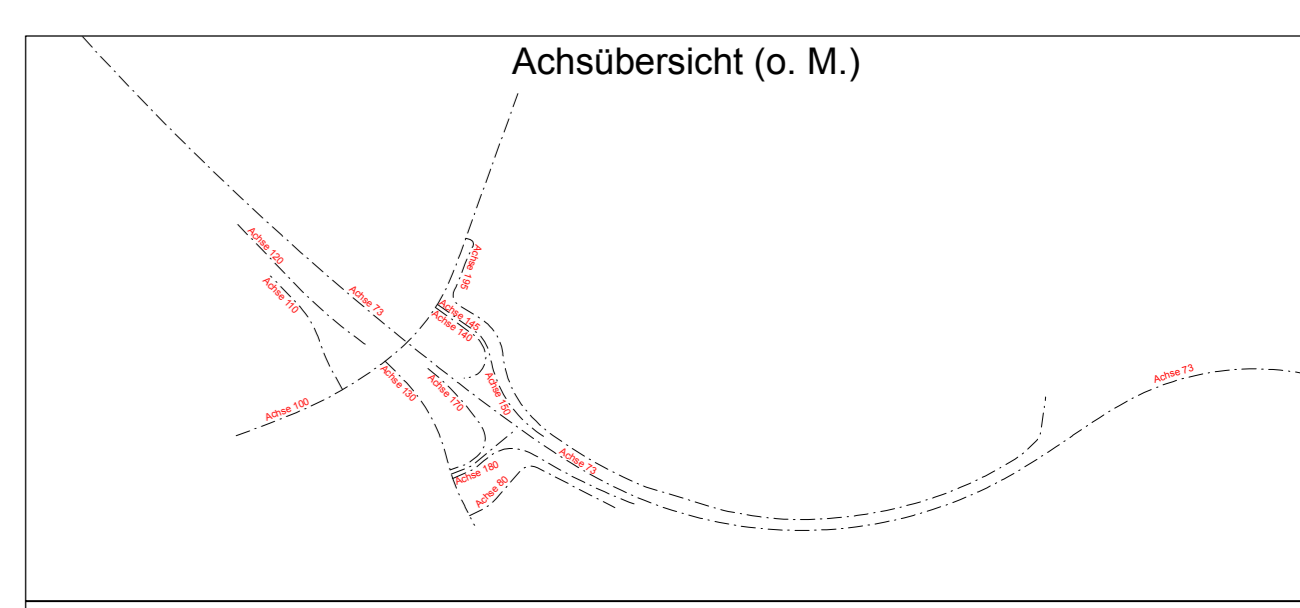 Achsübersicht (o. M.)
Achse 120
Achse 195
Achse 110
Achse 73
Achse 145
Achse 140
Achse 73
Achse 130
Achse 170
Achse 150
Achse 100
Achse 73
Achse 180
Achse 80